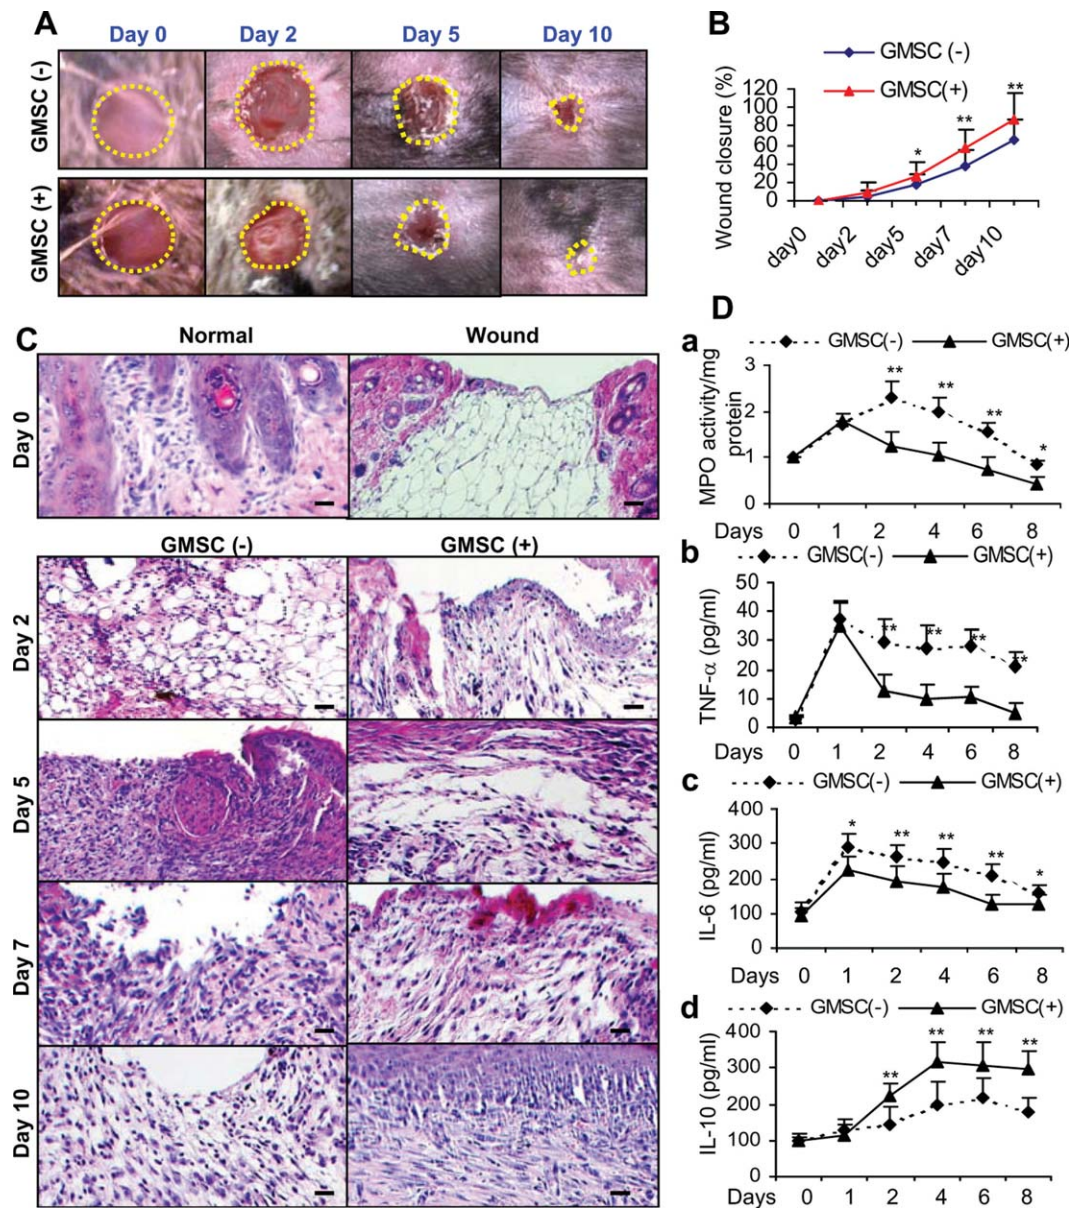 A
Day 0 Day 2 Day 5 Day 10
GMSC (-)
GMSC (+)
B
GMSC (-)
GMSC(+)
Wound closure (%)
120
100
80
60
40
20
0
*
**
**
day0
day2
day5
day7
day10
C
Normal Wound
Day 0
GMSC (-) GMSC (+)
Day 2
Day 5
Day 7
Day 10
D
a
GMSC(-) GMSC(+)
MPO activity/mg
protein
3
2
1
0
**
**
**
*
Days 0 1 2 4 6 8
b
GMSC(-) GMSC(+)
TNF-α (pg/ml)
50
40
30
20
10
0
**
**
**
**
Days 0 1 2 4 6 8
c
GMSC(-) GMSC(+)
IL-6 (pg/ml)
400
300
200
100
0
*
**
**
**
*
Days 0 1 2 4 6 8
d
GMSC(-) GMSC(+)
IL-10 (pg/ml)
400
300
200
100
0
**
**
**
**
Days 0 1 2 4 6 8